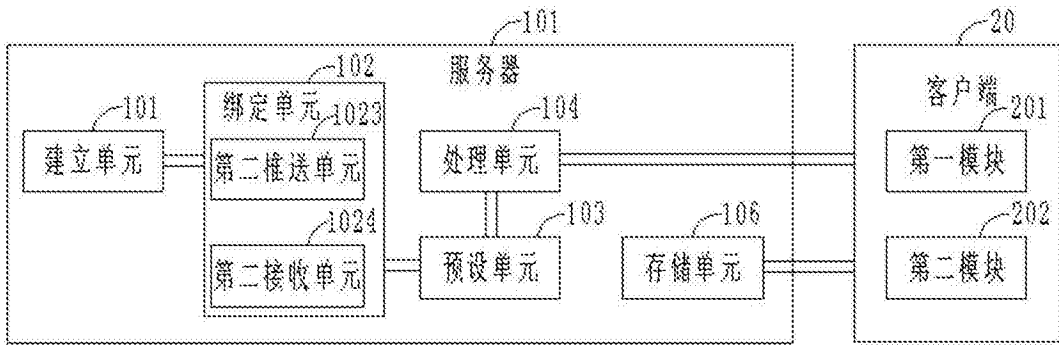 101
服务器
101
建立单元
102
绑定单元
1023
第二推送单元
1024
第二接收单元
104
处理单元
103
预设单元
106
存储单元
20
客户端
201
第一模块
202
第二模块